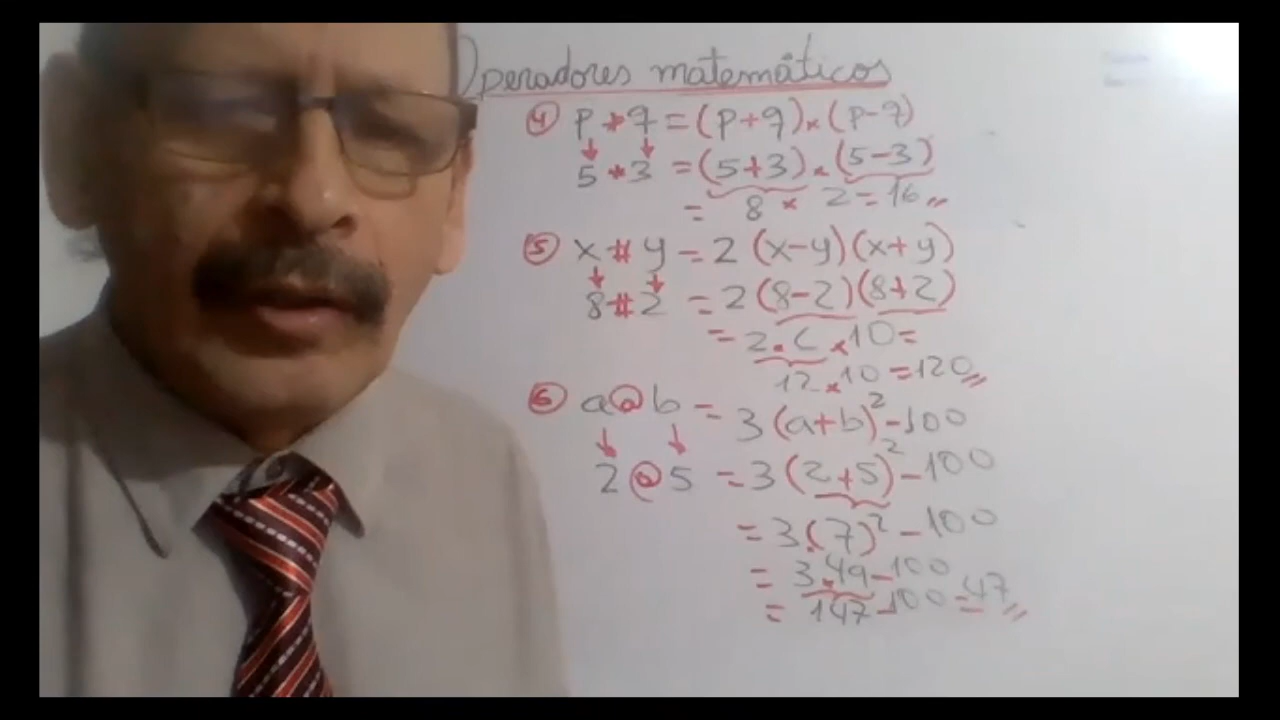 Operadores matemáticos
④ p * q = (p+q) × (p-q)
5 * 3 = (5+3) × (5-3)
= 8 × 2 = 16
⑤ x # y = 2 (x-y)(x+y)
8 # 2 = 2 (8-2)(8+2)
= 2 . 6 × 10 =
12 × 10 = 120
⑥ a @ b = 3 (a+b)² - 100
2 @ 5 = 3 (2+5)² - 100
= 3.(7)² - 100
= 3 × 49 - 100
= 147 - 100 = 47